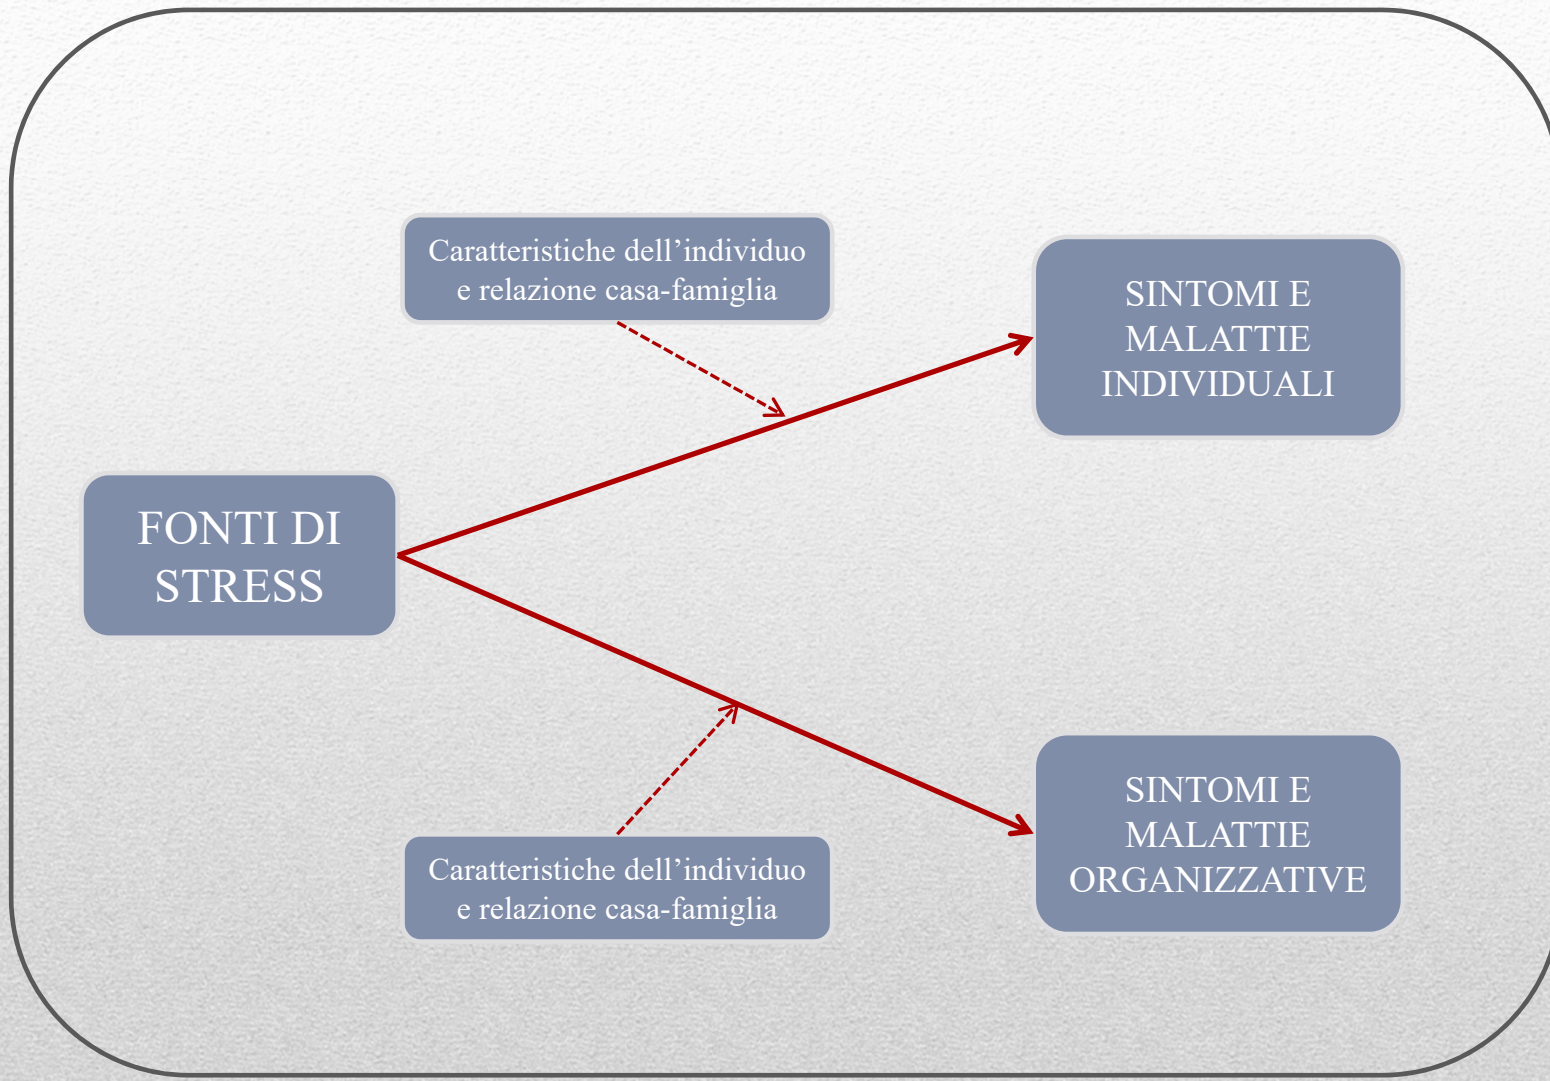 Caratteristiche dell’individuo
e relazione casa-famiglia
SINTOMI E
MALATTIE
INDIVIDUALI
FONTI DI
STRESS
SINTOMI E
MALATTIE
ORGANIZZATIVE
Caratteristiche dell’individuo
e relazione casa-famiglia